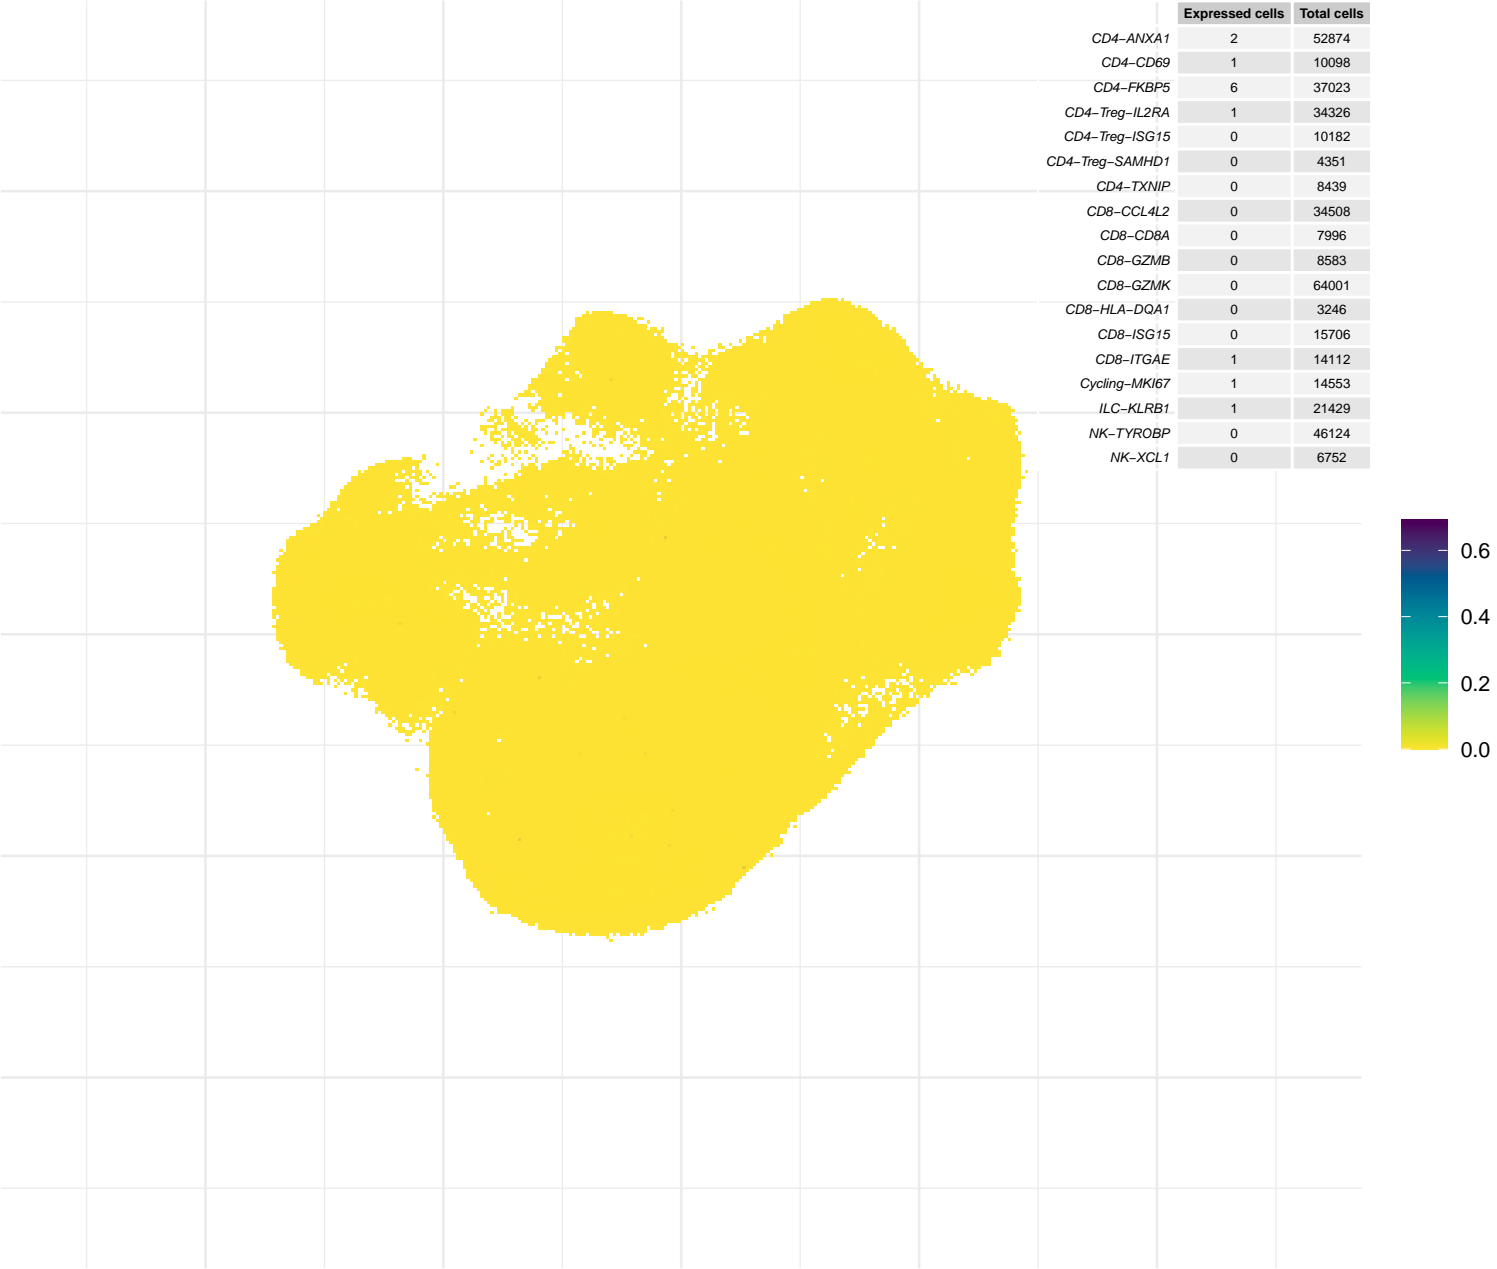 Expressed cells Total cells
CD4−ANXA1 2 52874
CD4−CD69 1 10098
CD4−FKBP5 6 37023
CD4−Treg−IL2RA 1 34326
CD4−Treg−ISG15 0 10182
CD4−Treg−SAMHD1 0 4351
CD4−TXNIP 0 8439
CD8−CCL4L2 0 34508
CD8−CD8A 0 7996
CD8−GZMB 0 8583
CD8−GZMK 0 64001
CD8−HLA−DQA1 0 3246
CD8−ISG15 0 15706
CD8−ITGAE 1 14112
Cycling−MKI67 1 14553
ILC−KLRB1 1 21429
NK−TYROBP 0 46124
NK−XCL1 0 6752
0.6
0.4
0.2
0.0